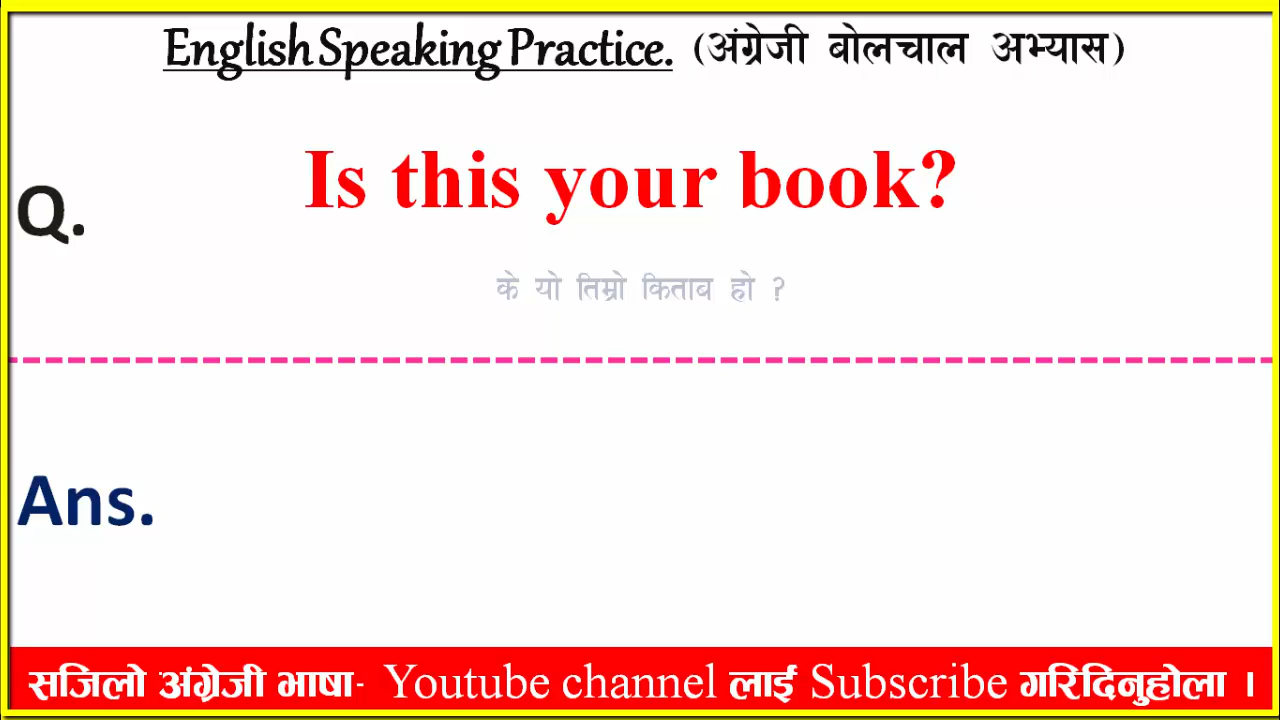 English Speaking Practice. (अंग्रेजी बोलचाल अभ्यास)
Is this your book?
Q.
के यो तिम्रो किताब हो ?
Ans.
सजिलो अंग्रेजी भाषा- Youtube channel लाई Subscribe गरिदिनुहोला ।